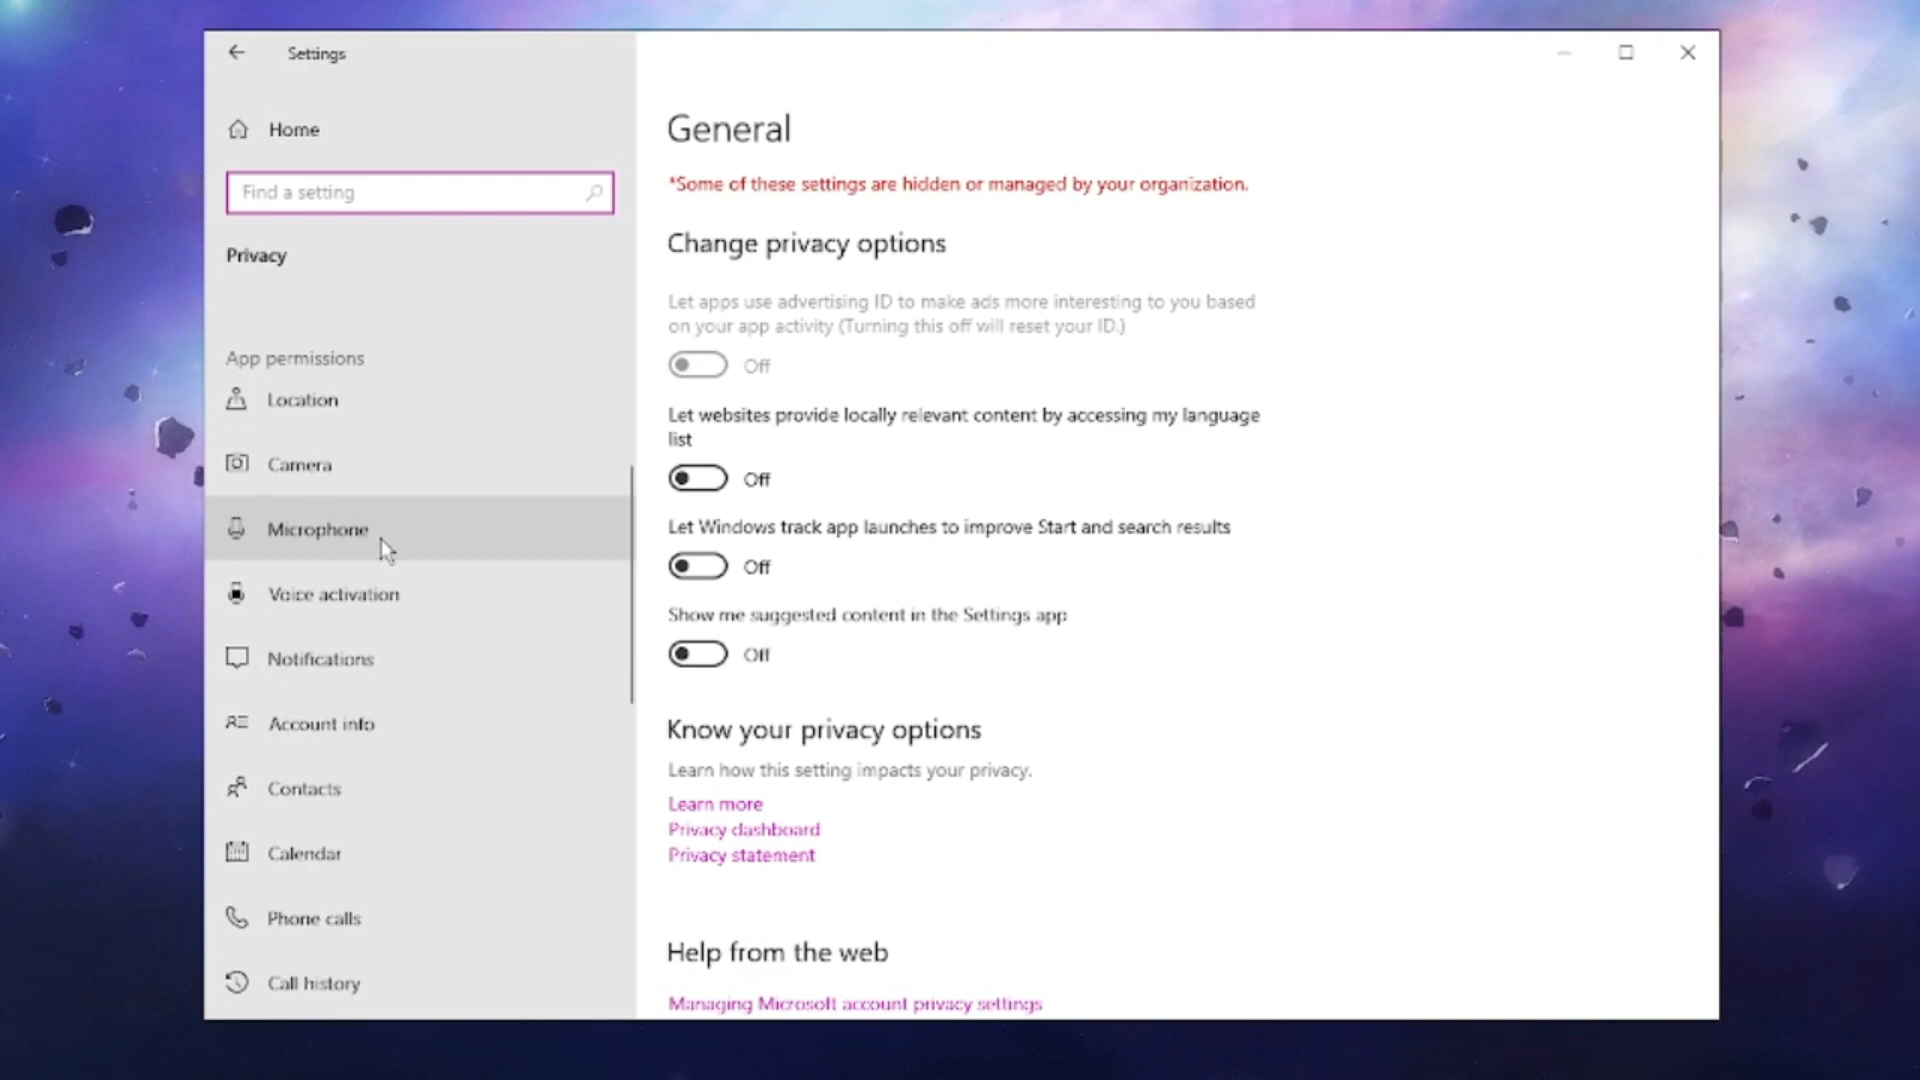 Settings
Home
Find a setting
Privacy
App permissions
Location
Camera
Microphone
Voice activation
Notifications
Account info
Contacts
Calendar
Phone calls
Call history
General
*Some of these settings are hidden or managed by your organization.
Change privacy options
Let apps use advertising ID to make ads more interesting to you based
on your app activity (Turning this off will reset your ID.)
Off
Let websites provide locally relevant content by accessing my language
list
Off
Let Windows track app launches to improve Start and search results
Off
Show me suggested content in the Settings app
Off
Know your privacy options
Learn how this setting impacts your privacy.
Learn more
Privacy dashboard
Privacy statement
Help from the web
Managing Microsoft account privacy settings